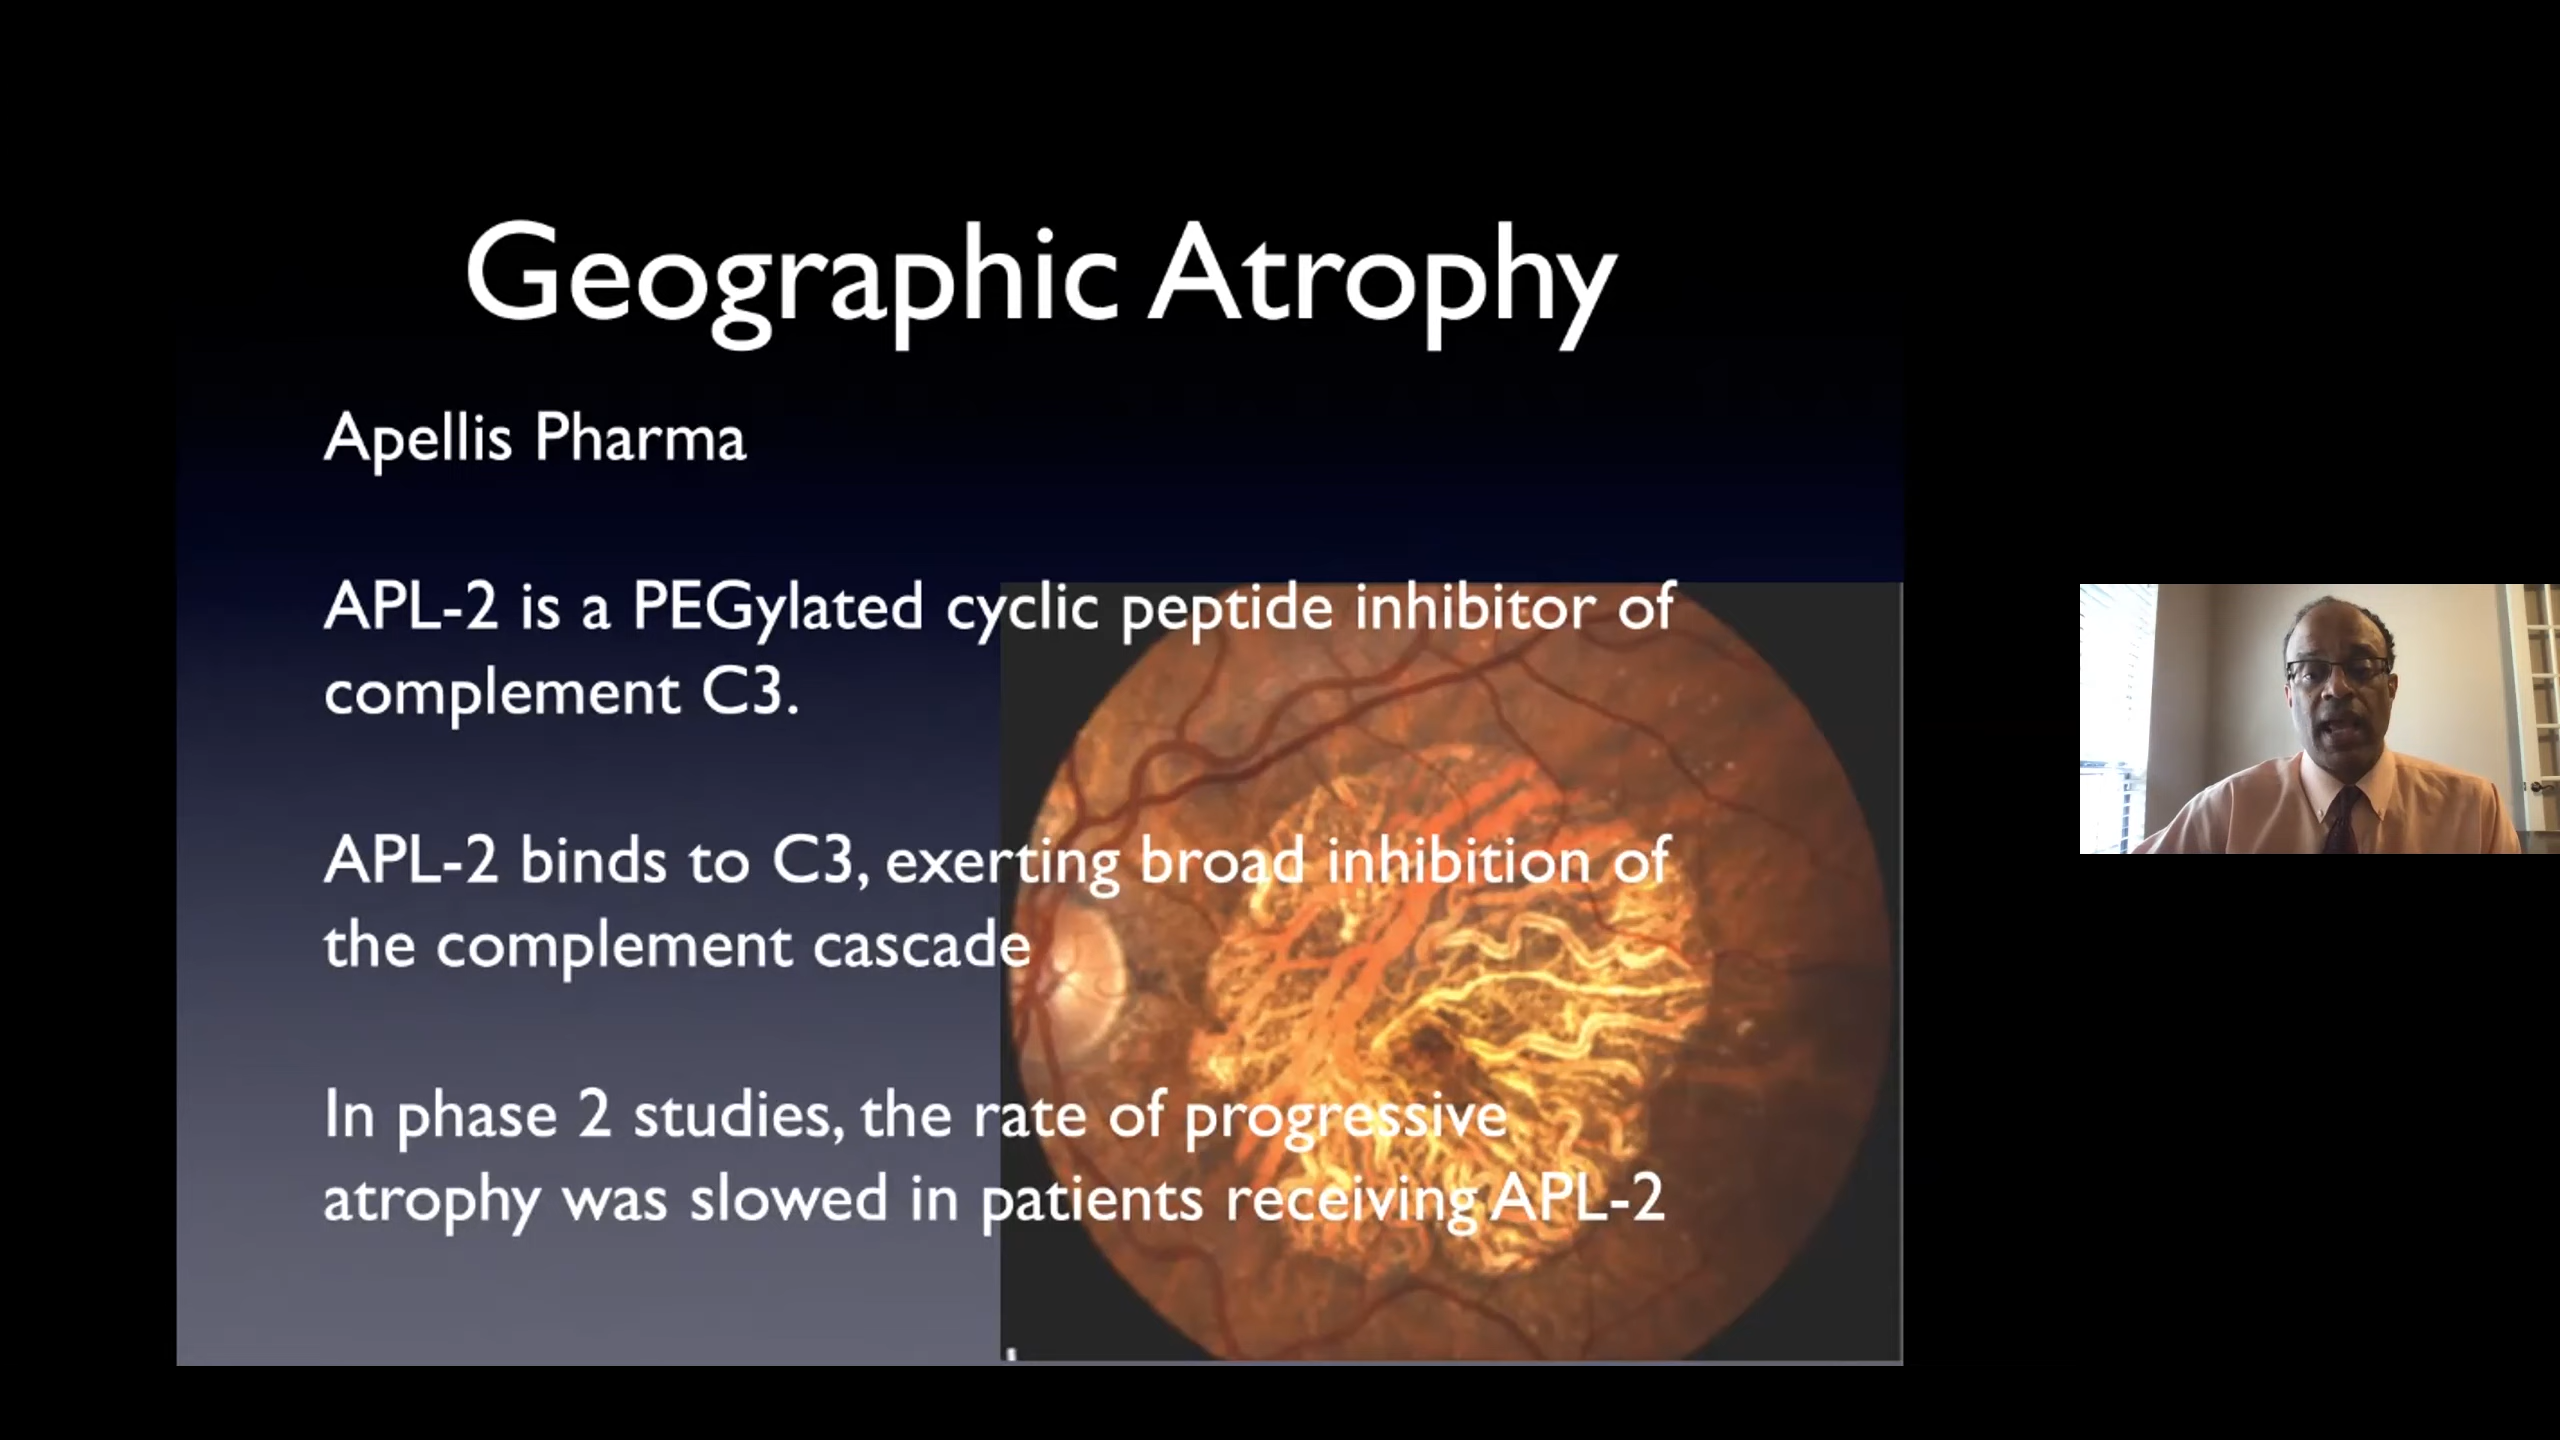 Geographic Atrophy
Apellis Pharma
APL-2 is a PEGylated cyclic peptide inhibitor of
complement C3.
APL-2 binds to C3, exerting broad inhibition of
the complement cascade
In phase 2 studies, the rate of progressive
atrophy was slowed in patients receiving APL-2